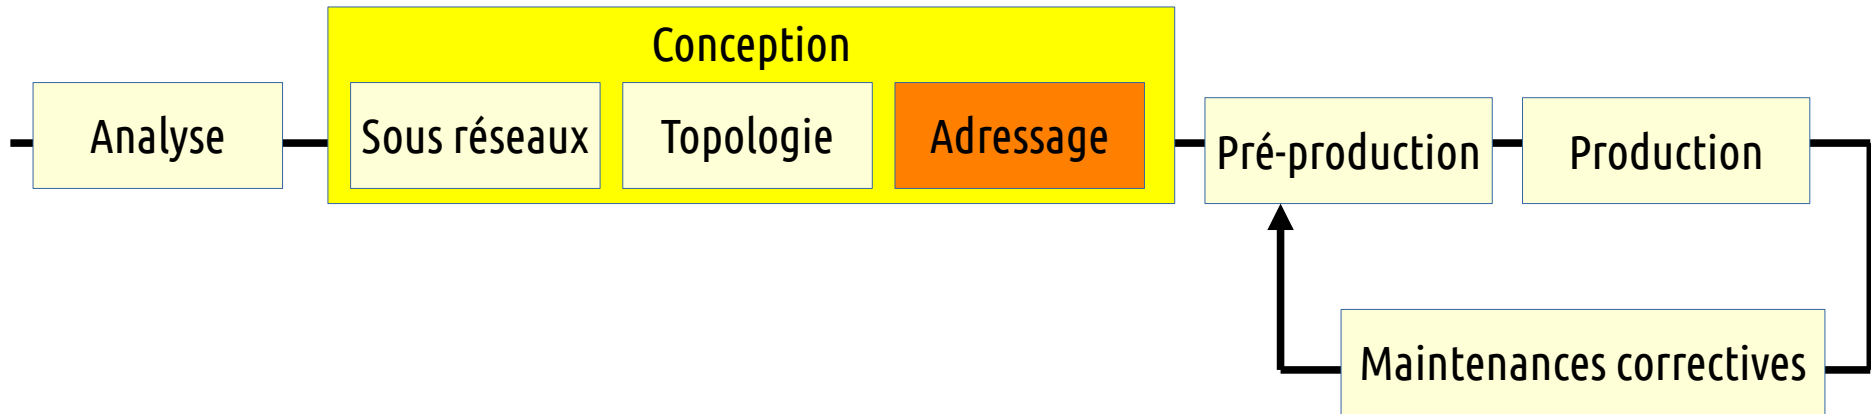 Conception
Analyse
Sous réseaux
Topologie
Adressage
Pré-production
Production
Maintenances correctives